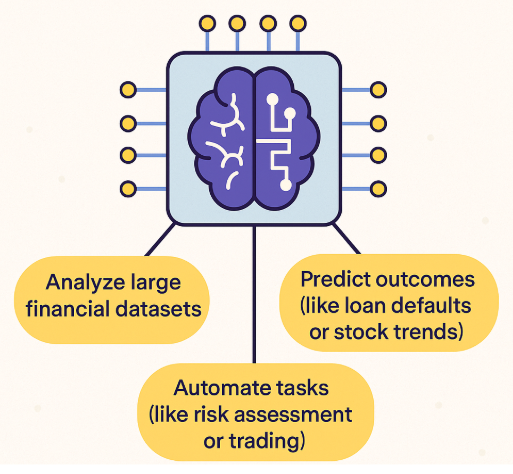 Analyze large
financial datasets
Predict outcomes
(like loan defaults
or stock trends)
Automate tasks
(like risk assessment
or trading)